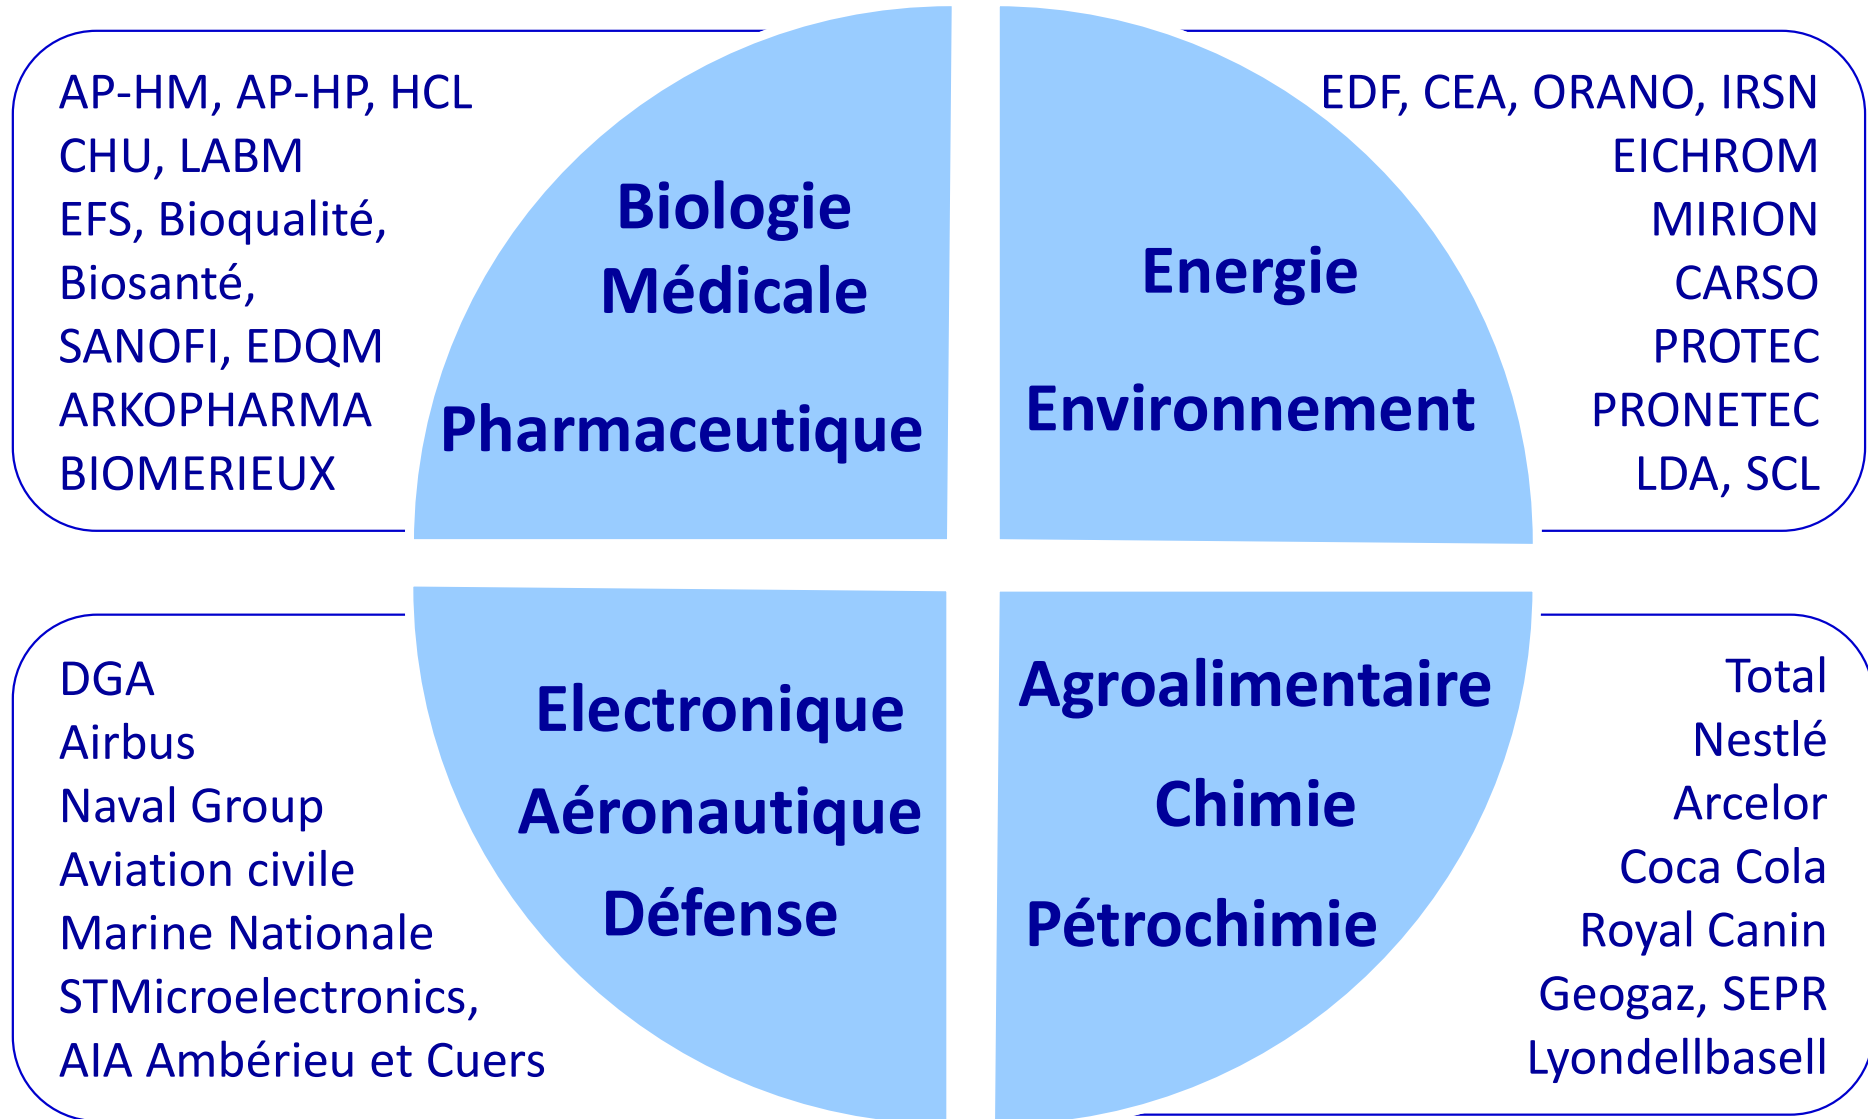 AP-HM, AP-HP, HCL
CHU, LABM
EFS, Bioqualité,
Biosanté,
SANOFI, EDQM
ARKOPHARMA
BIOMERIEUX
Biologie
Médicale
Pharmaceutique
Energie
Environnement
EDF, CEA, ORANO, IRSN
EICHROM
MIRION
CARSO
PROTEC
PRONETEC
LDA, SCL
DGA
Airbus
Naval Group
Aviation civile
Marine Nationale
STMicroelectronics,
AIA Ambérieu et Cuers
Electronique
Aéronautique
Défense
Agroalimentaire
Chimie
Pétrochimie
Total
Nestlé
Arcelor
Coca Cola
Royal Canin
Geogaz, SEPR
Lyondellbasell